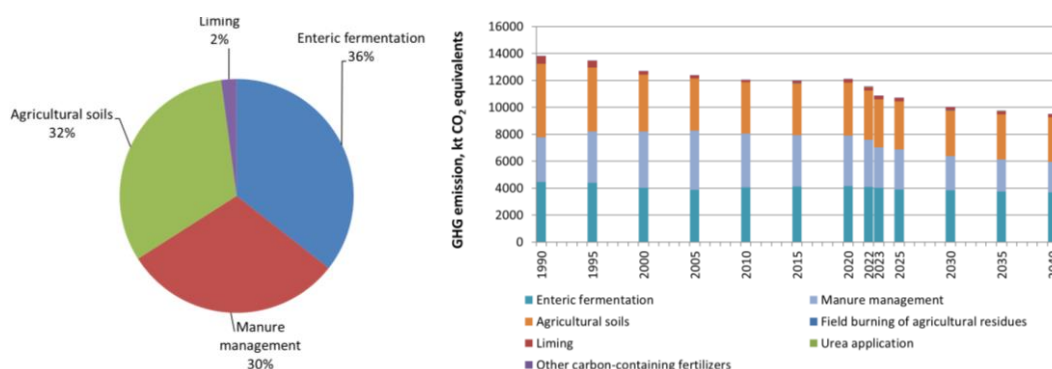 Liming
2%
Enteric fermentation
36%
Agricultural soils
32%
Manure
management
30%
GHG emission, kt CO₂ equivalents
16000
14000
12000
10000
8000
6000
4000
2000
0
1990
1995
2000
2005
2010
2015
2020
2022
2023
2025
2030
2035
2040
Enteric fermentation
Manure management
Agricultural soils
Field burning of agricultural residues
Liming
Urea application
Other carbon-containing fertilizers